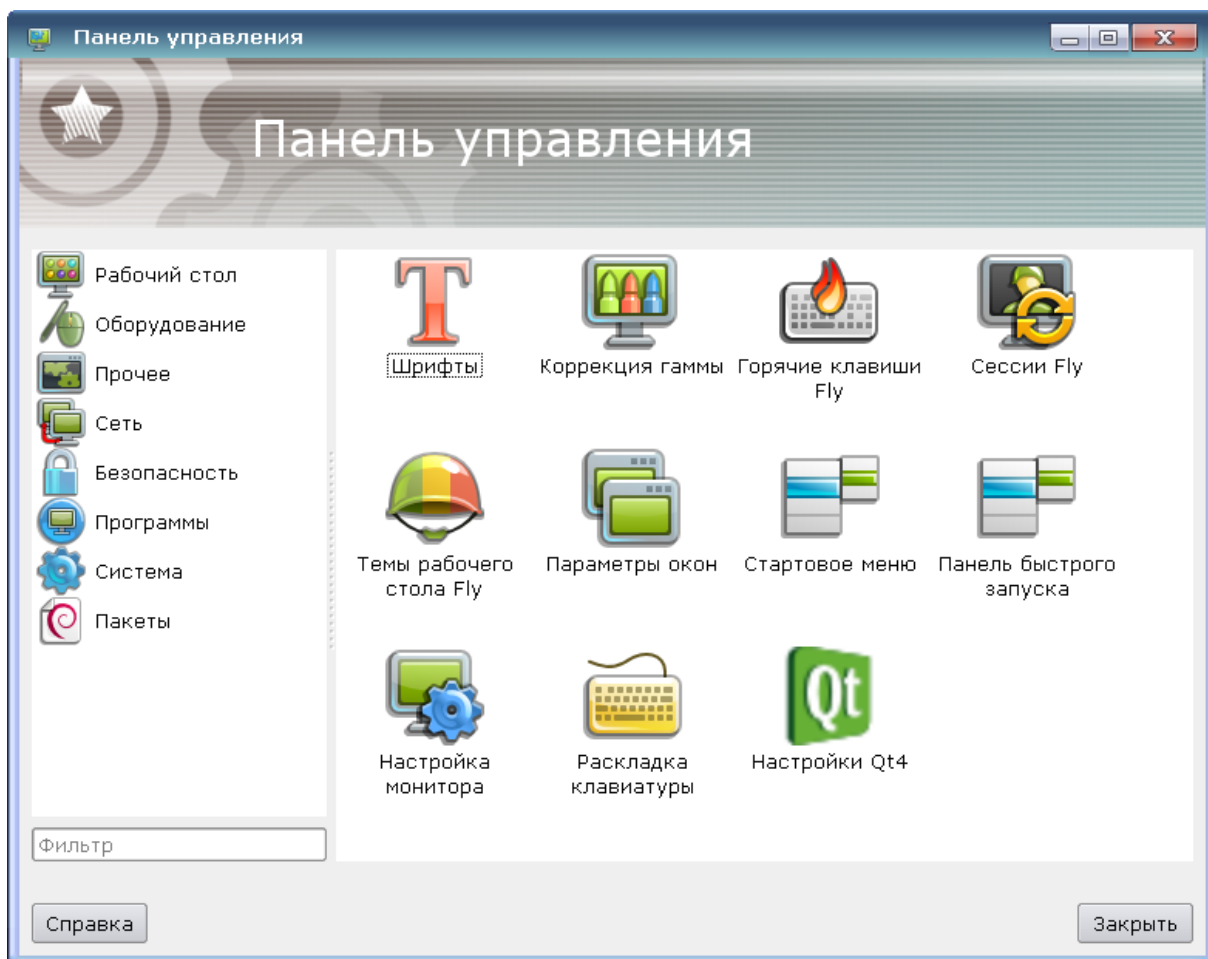 Панель управления
Панель управления
Рабочий стол
Оборудование
Прочее
Сеть
Безопасность
Программы
Система
Пакеты
Фильтр
Шрифты
Коррекция гаммы
Горячие клавиши
Fly
Сессии Fly
Темы рабочего
стола Fly
Параметры окон
Стартовое меню
Панель быстрого
запуска
Настройка
монитора
Раскладка
клавиатуры
Qt
Настройки Qt4
Справка
Закрыть